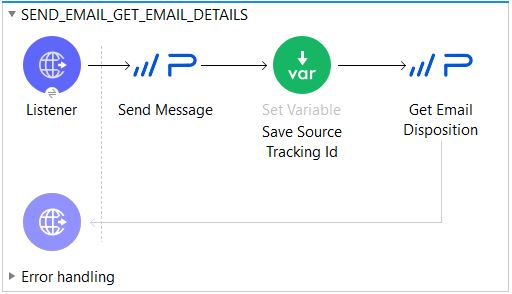 SEND_EMAIL_GET_EMAIL_DETAILS
var
Listener
Send Message
Set Variable
Get Email
Save Source
Disposition
Tracking Id
Error handling